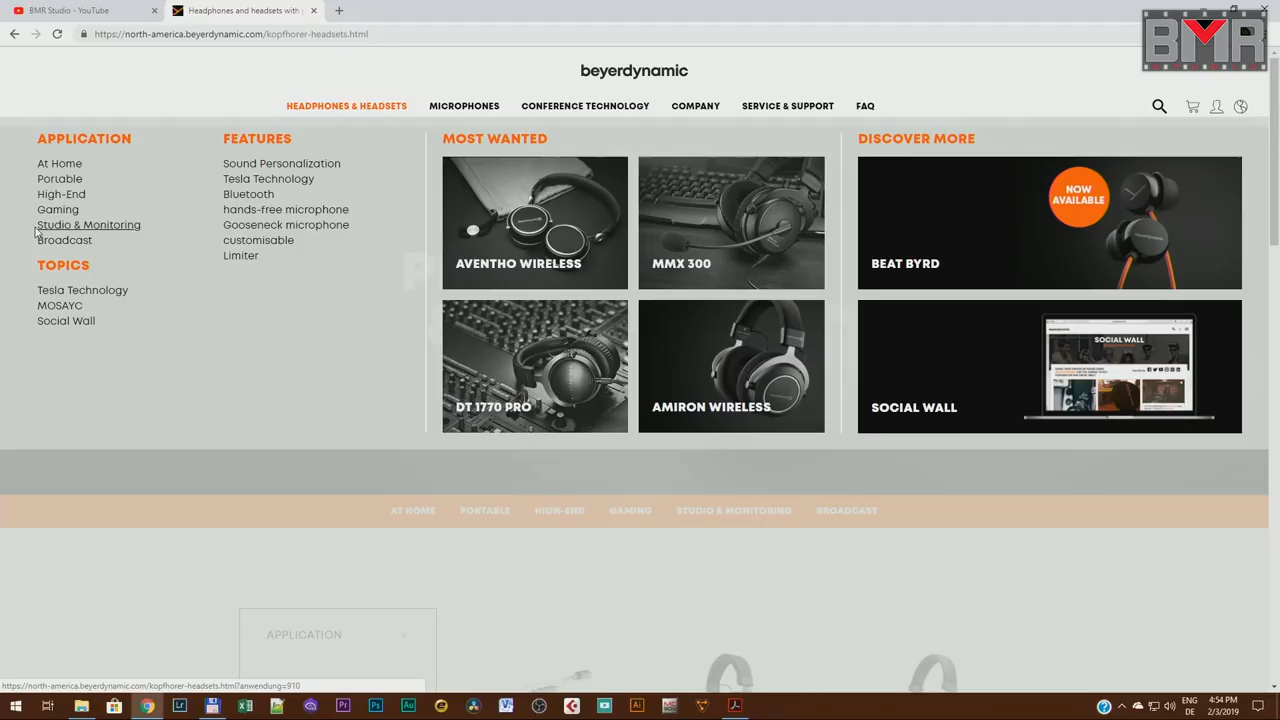 BMR Studio - YouTube
Headphones and headsets with
https://north-america.beyerdynamic.com/kopfhorer-headsets.html
BMR
beyerdynamic
HEADPHONES & HEADSETS MICROPHONES CONFERENCE TECHNOLOGY COMPANY SERVICE & SUPPORT FAQ
APPLICATION
At Home
Portable
High-End
Gaming
Studio & Monitoring
Broadcast
TOPICS
Tesla Technology
MOSAYC
Social Wall
FEATURES
Sound Personalization
Tesla Technology
Bluetooth
hands-free microphone
Gooseneck microphone
customisable
Limiter
MOST WANTED
AVENTHO WIRELESS
MMX 300
DT 1770 PRO
AMIRON WIRELESS
DISCOVER MORE
NOW
AVAILABLE
BEAT BYRD
SOCIAL WALL
SOCIAL WALL
AT HOME PORTABLE HIGH-END GAMING STUDIO & MONITORING BROADCAST
APPLICATION +
https://north-america.beyerdynamic.com/kopfhorer-headsets.html?anwendung=910
ENG
DE
4:54 PM
2/3/2019